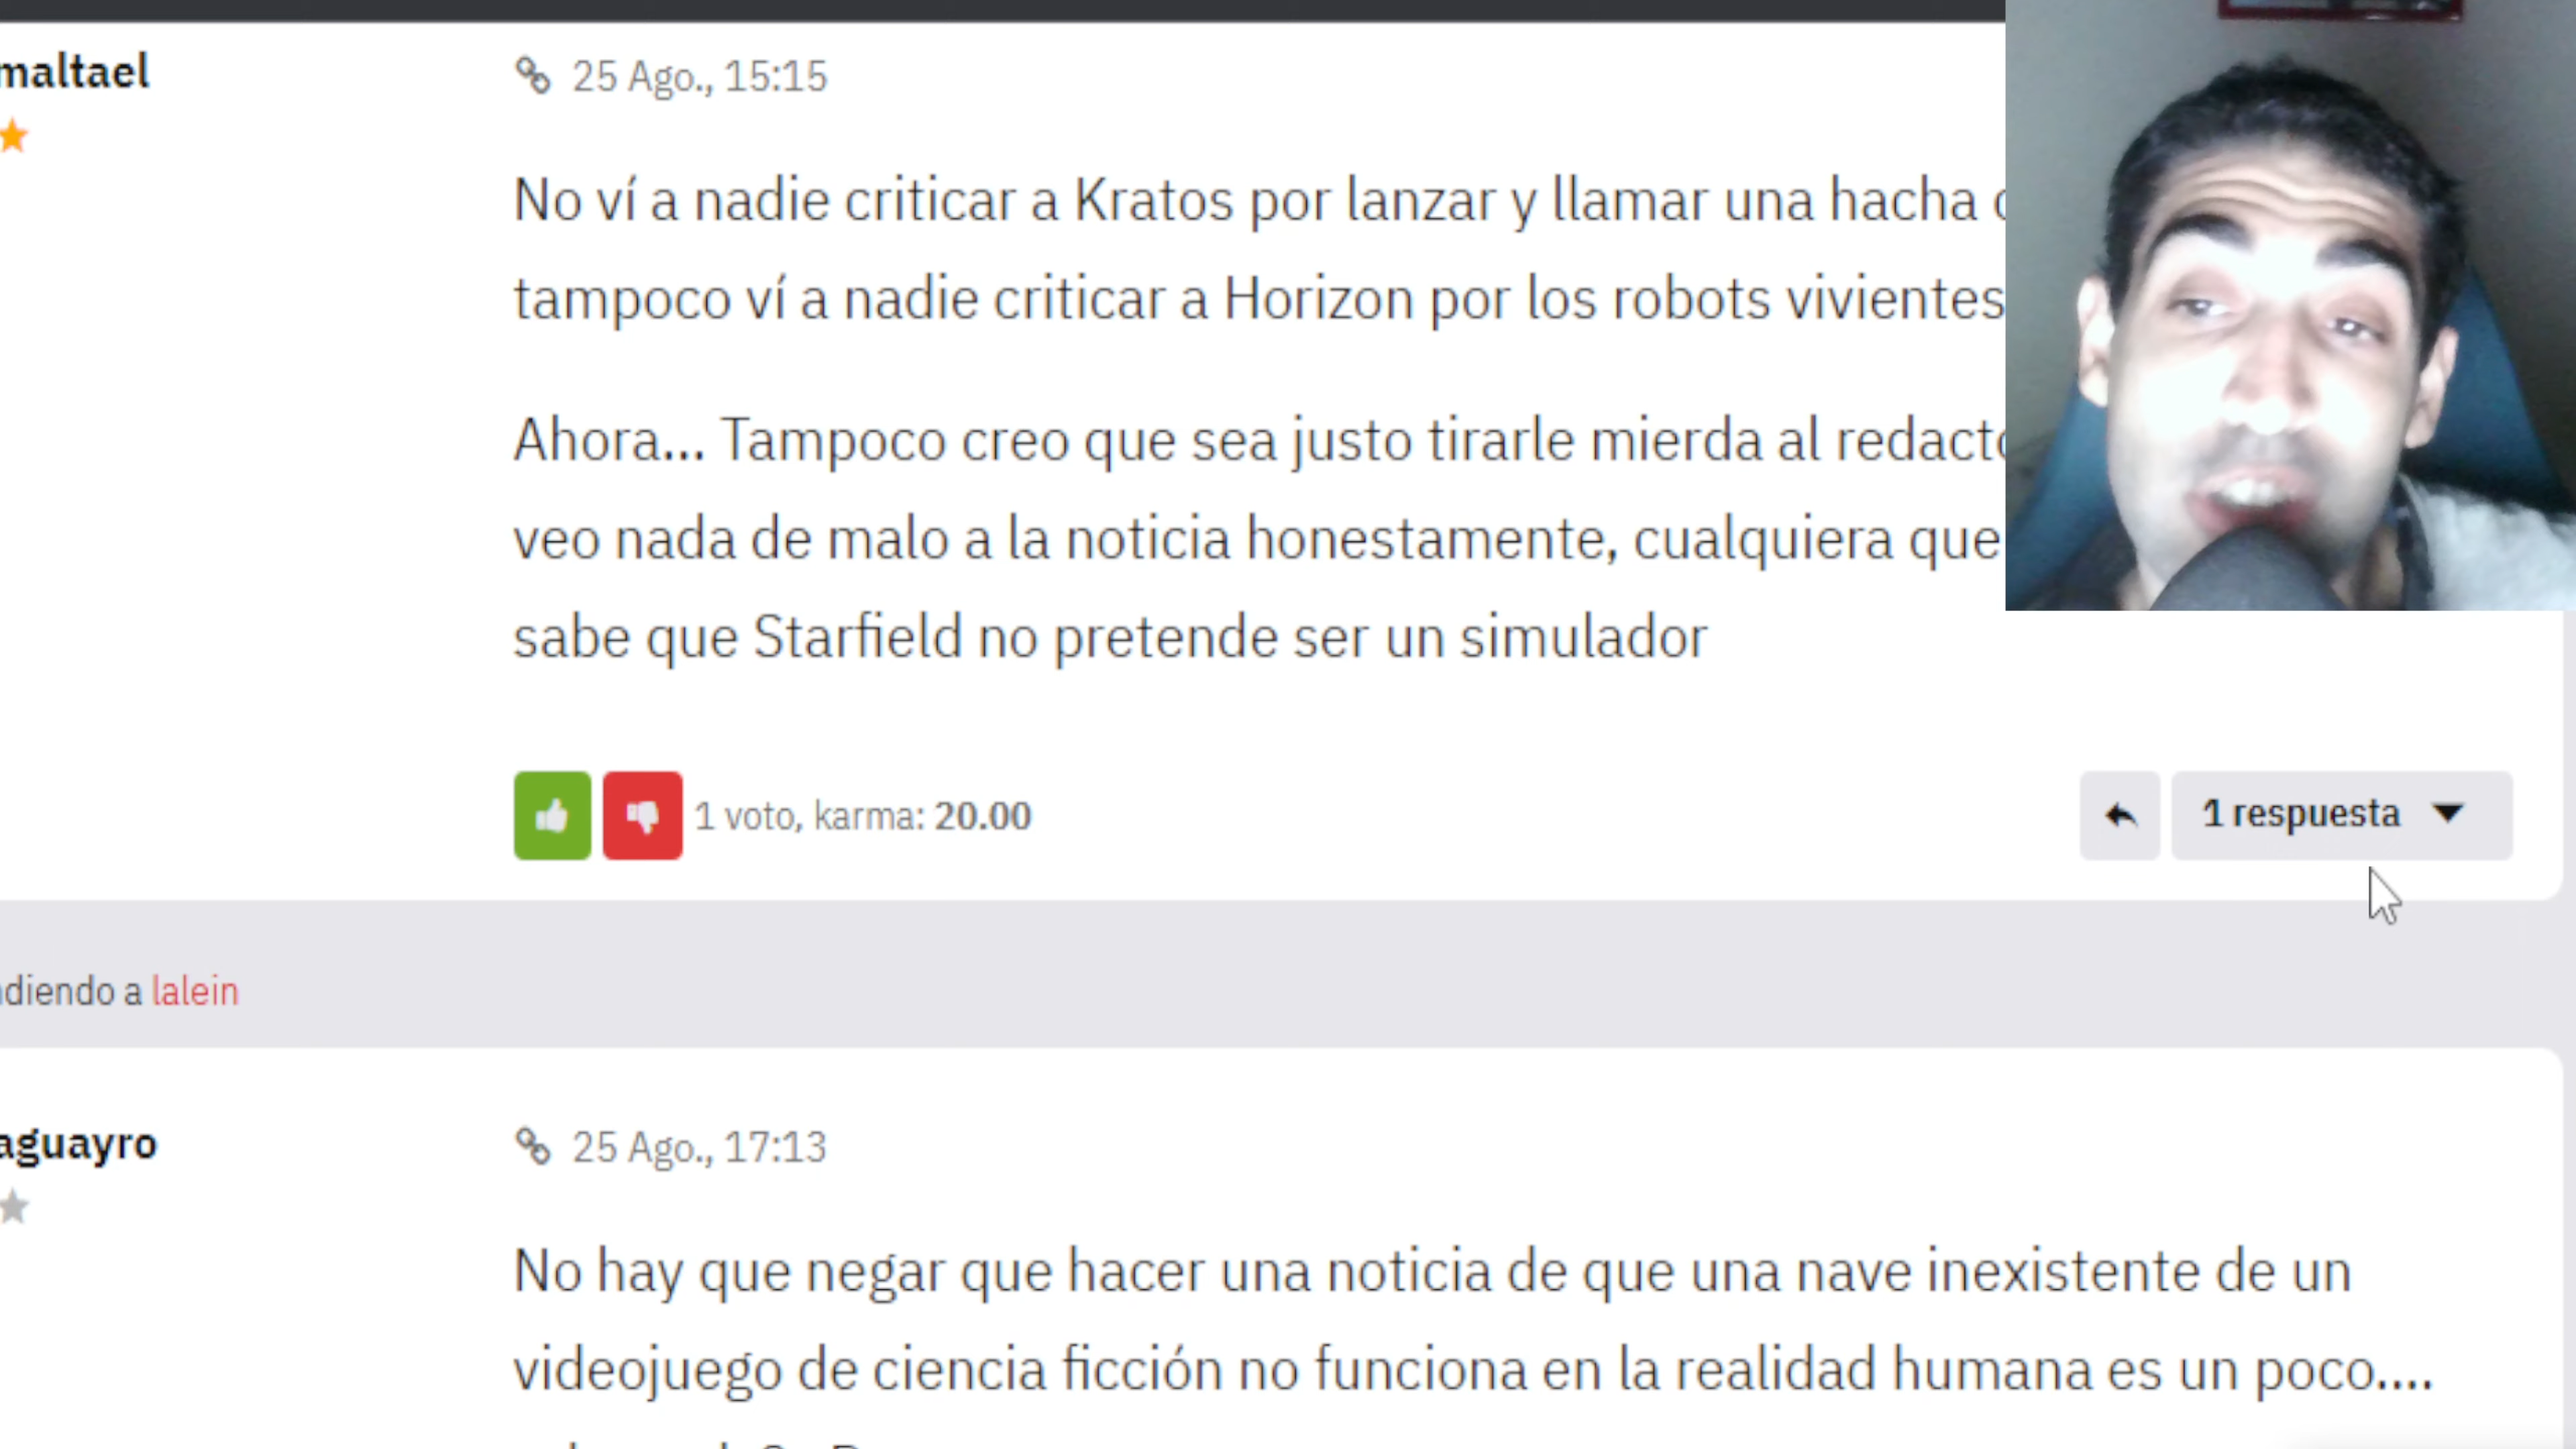 maltael
25 Ago., 15:15
No ví a nadie criticar a Kratos por lanzar y llamar una hacha
tampoco ví a nadie criticar a Horizon por los robots vivientes
Ahora... Tampoco creo que sea justo tirarle mierda al
veo nada de malo a la noticia honestamente, cualquiera que
sabe que Starfield no pretende ser un simulador
1 voto, karma: 20.00
1 respuesta
ndiendo a lalein
aguayro
25 Ago., 17:13
No hay que negar que hacer una noticia de que una nave inexistente de un
videojuego de ciencia ficción no funciona en la realidad humana es un poco....